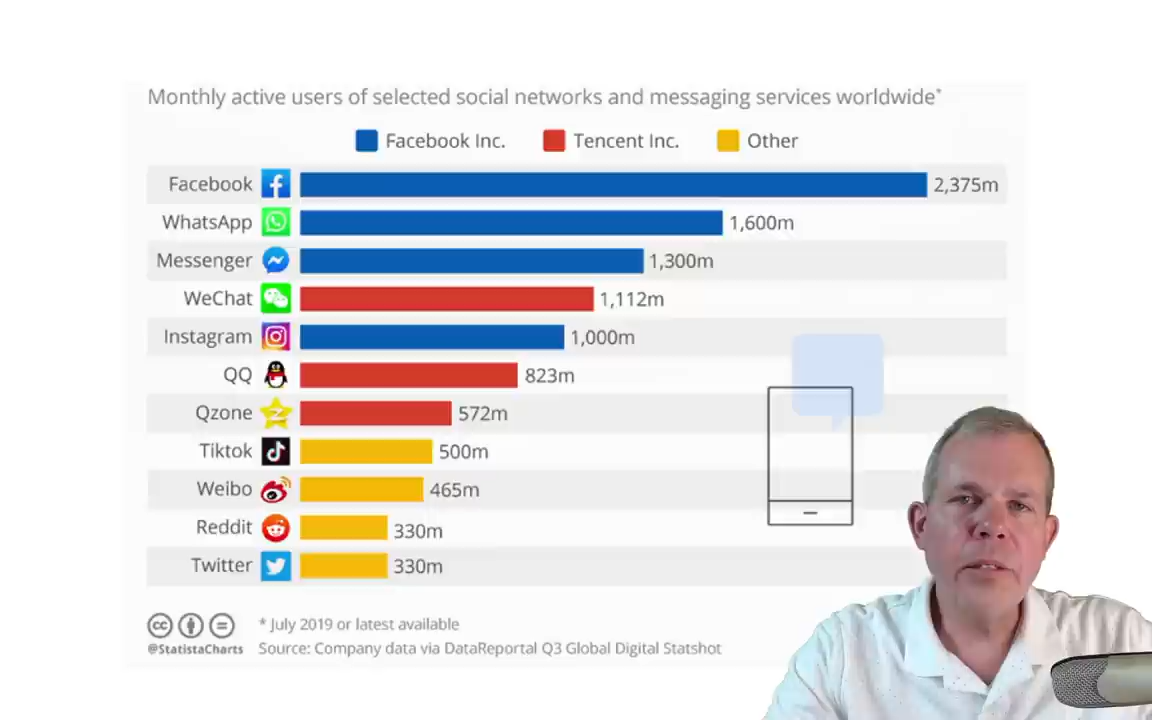 Monthly active users of selected social networks and messaging services worldwide*
Facebook Inc. Tencent Inc. Other
Facebook 2,375m
WhatsApp 1,600m
Messenger 1,300m
WeChat 1,112m
Instagram 1,000m
QQ 823m
Qzone 572m
Tiktok 500m
Weibo 465m
Reddit 330m
Twitter 330m
cc * July 2019 or latest available
@StatistaCharts Source: Company data via DataReportal Q3 Global Digital Statshot